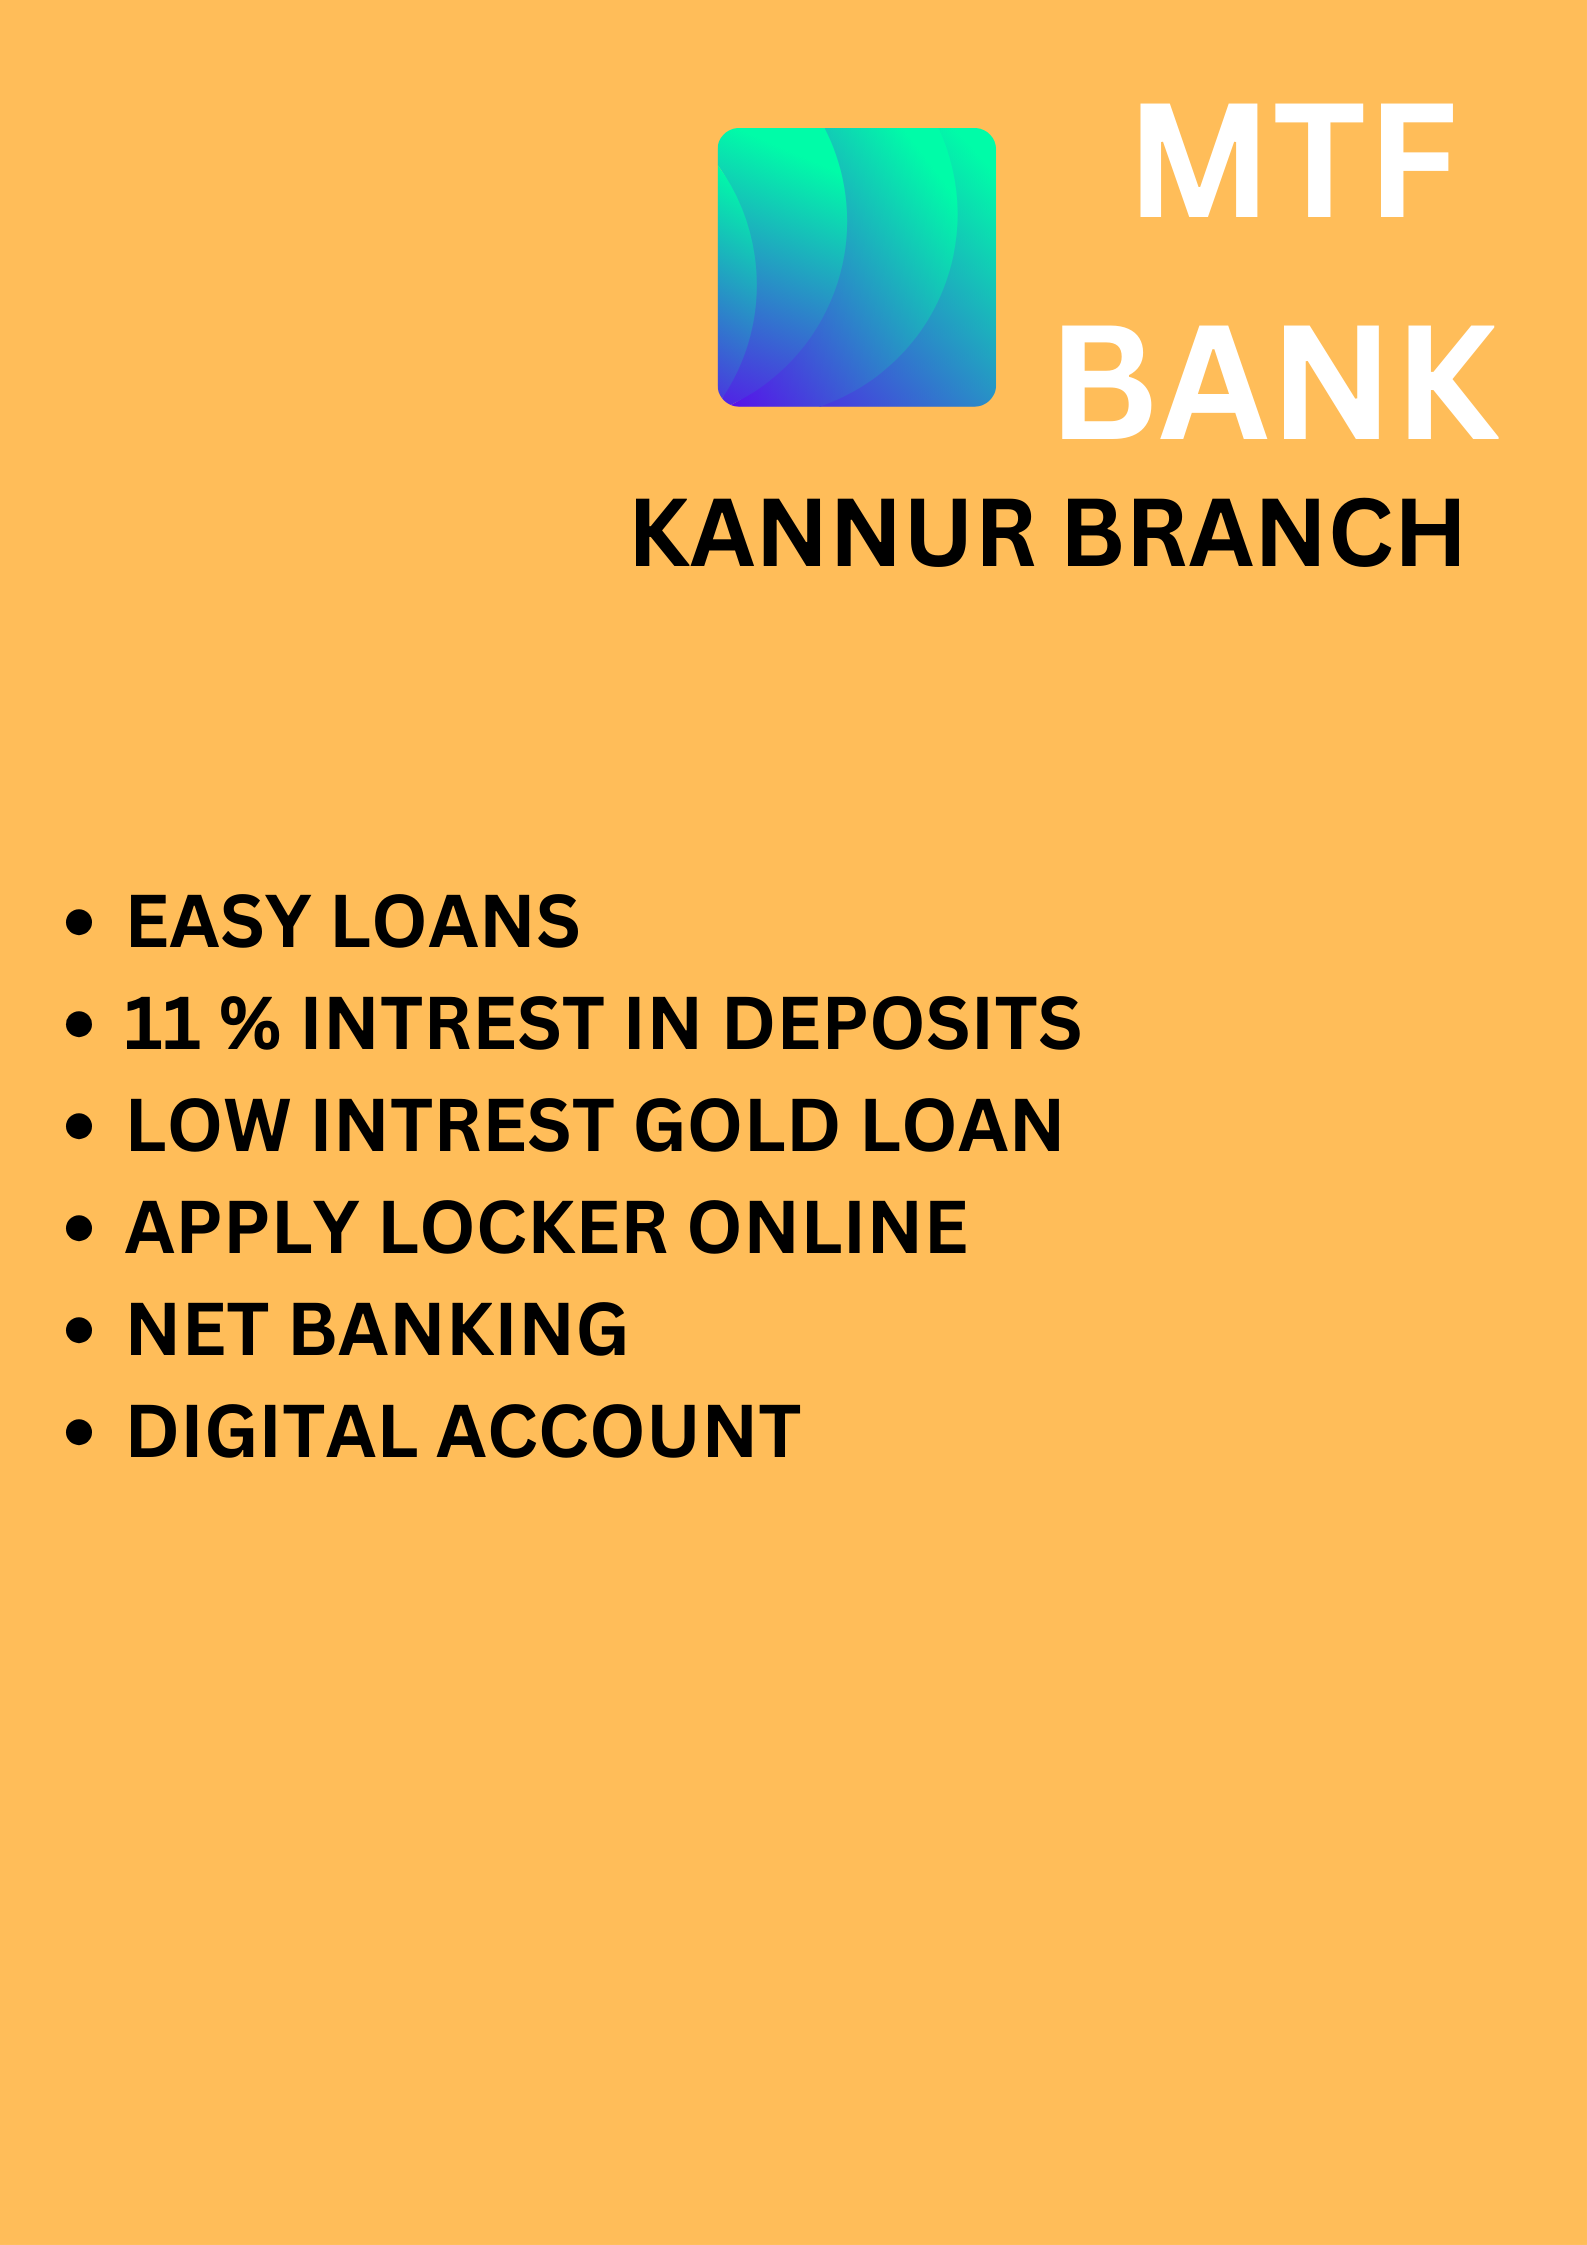 MTF
BANK
KANNUR BRANCH
• EASY LOANS
• 11 % INTREST IN DEPOSITS
• LOW INTREST GOLD LOAN
• APPLY LOCKER ONLINE
• NET BANKING
• DIGITAL ACCOUNT